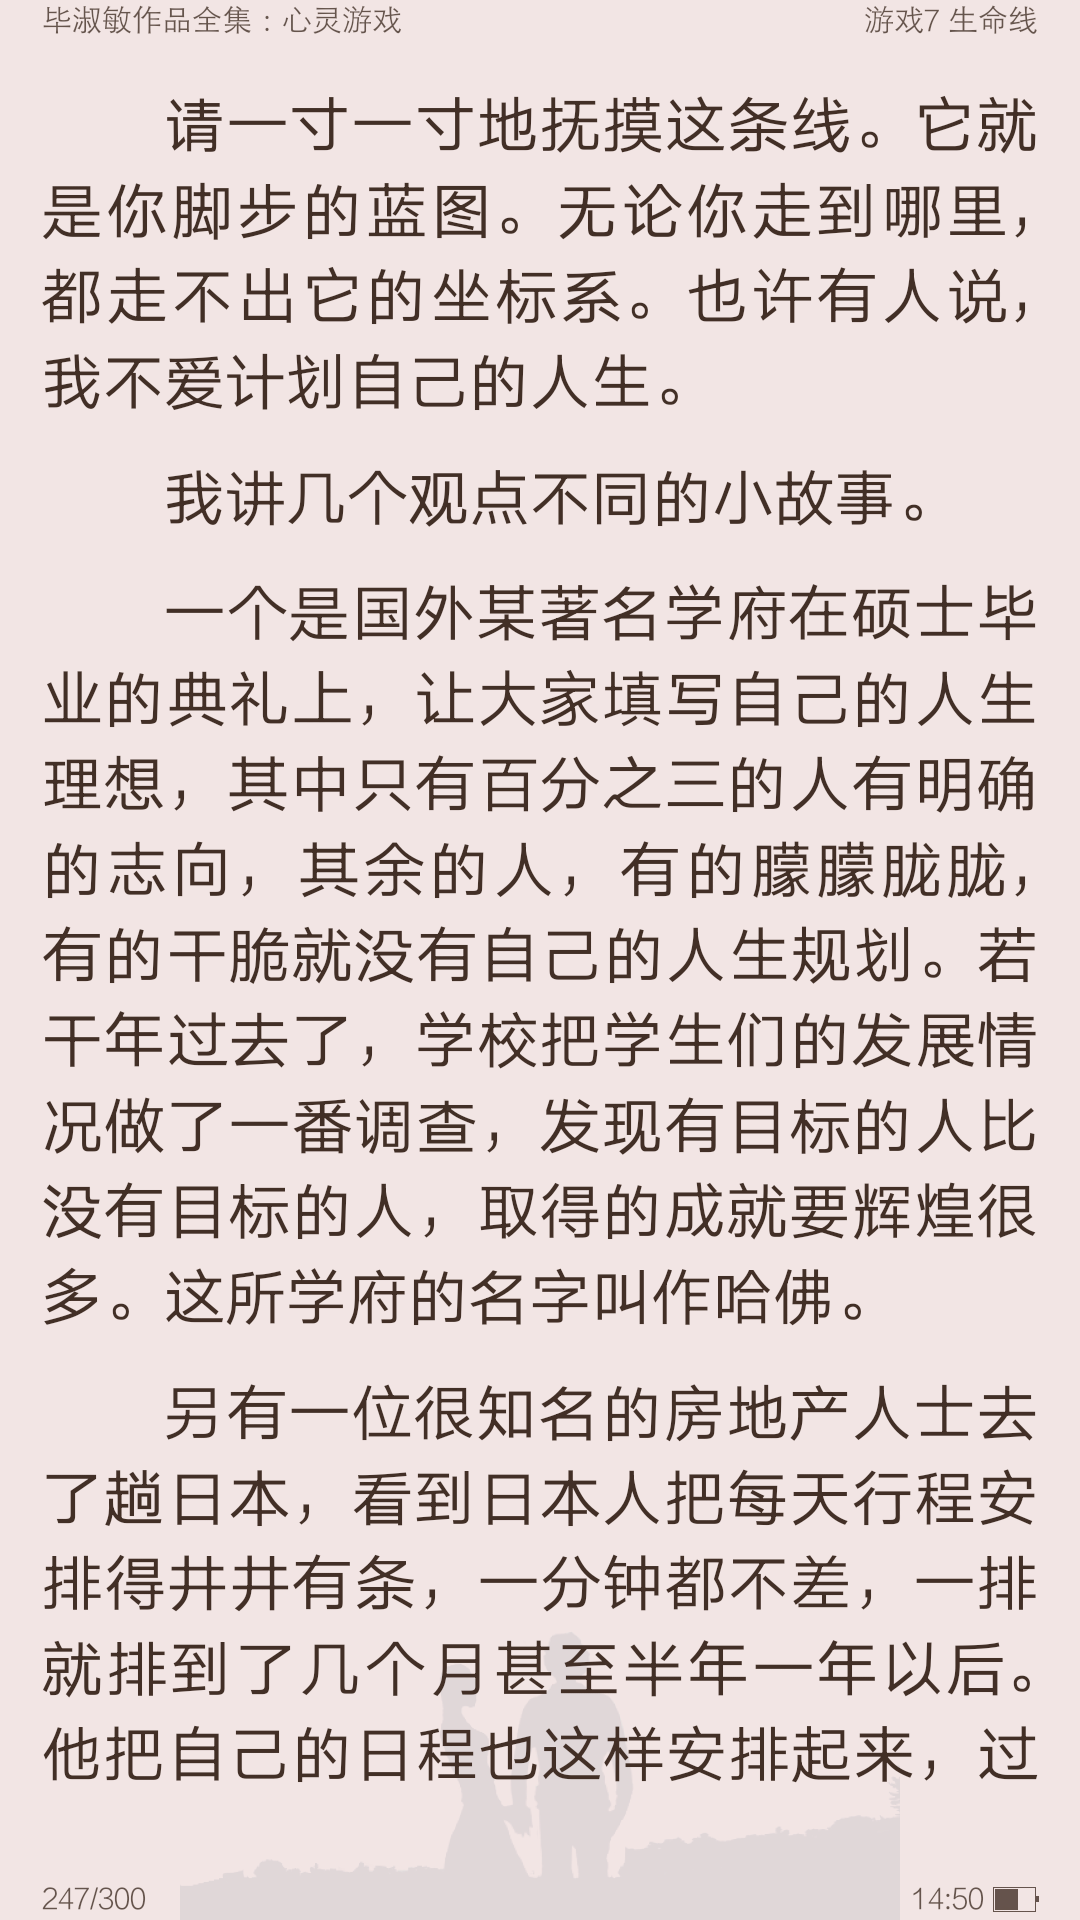 毕淑敏作品全集：心灵游戏
游戏7 生命线
请一寸一寸地抚摸这条线。它就
是你脚步的蓝图。无论你走到哪里，
都走不出它的坐标系。也许有人说，
我不爱计划自己的人生。
我讲几个观点不同的小故事。
一个是国外某著名学府在硕士毕
业的典礼上，让大家填写自己的人生
理想，其中只有百分之三的人有明确
的志向，其余的人，有的朦朦胧胧，
有的干脆就没有自己的人生规划。若
干年过去了，学校把学生们的发展情
况做了一番调查，发现有目标的人比
没有目标的人，取得的成就要辉煌很
多。这所学府的名字叫作哈佛。
另有一位很知名的房地产人士去
了趟日本，看到日本人把每天行程安
排得井井有条，一分钟都不差，一排
就排到了几个月甚至半年一年以后。
他把自己的日程也这样安排起来，过
247/300
14:50